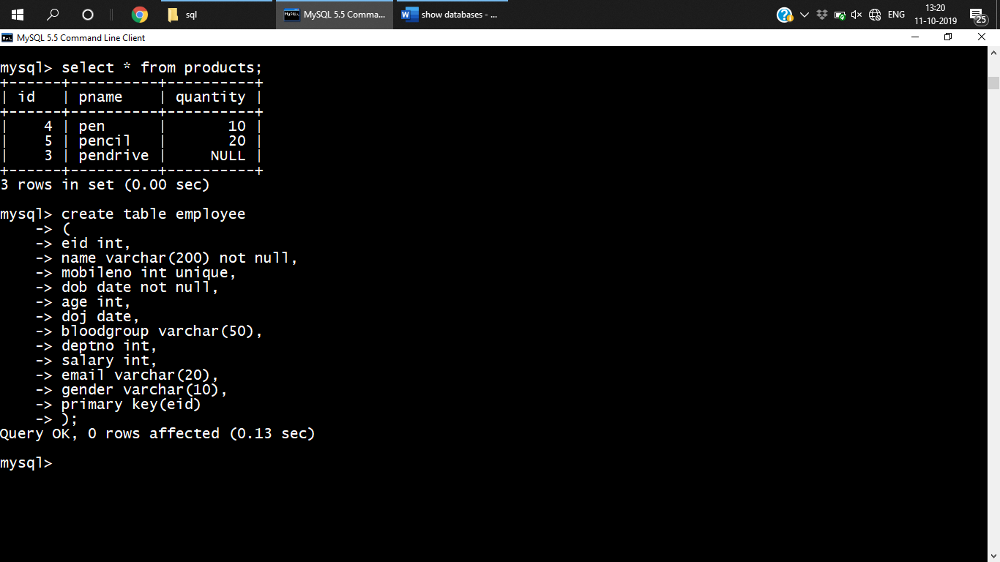 sql
MySQL 5.5 Comma...
show databases - ...
ENG
13:20
11-10-2019
25
MySQL 5.5 Command Line Client
mysql> select * from products;
+------+----------+----------+
| id   | pname    | quantity |
+------+----------+----------+
|    4 | pen      |       10 |
|    5 | pencil   |       20 |
|    3 | pendrive |     NULL |
+------+----------+----------+
3 rows in set (0.00 sec)
mysql> create table employee
    -> (
    -> eid int,
    -> name varchar(200) not null,
    -> mobileno int unique,
    -> dob date not null,
    -> age int,
    -> doj date,
    -> bloodgroup varchar(50),
    -> deptno int,
    -> salary int,
    -> email varchar(20),
    -> gender varchar(10),
    -> primary key(eid)
    -> );
Query OK, 0 rows affected (0.13 sec)
mysql>